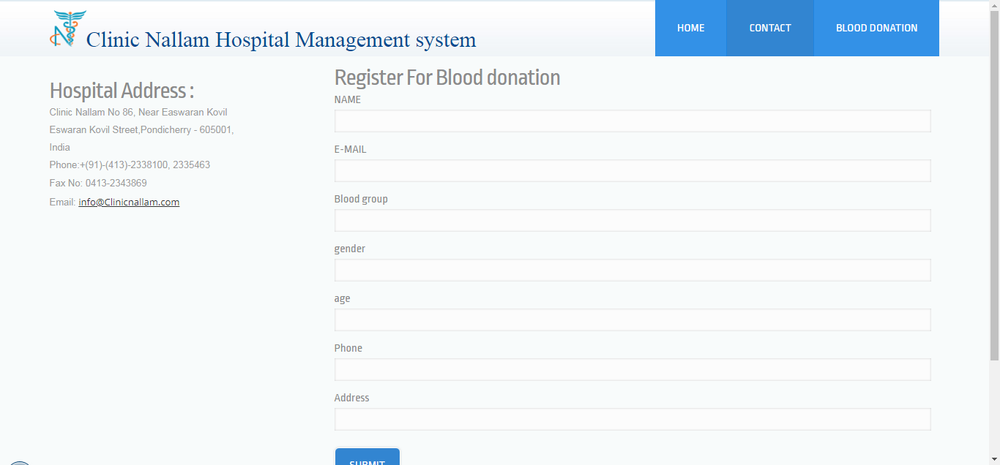 Clinic Nallam Hospital Management system
HOME
CONTACT
BLOOD DONATION
Hospital Address :
Clinic Nallam No 86, Near Easwaran Kovil
Eswaran Kovil Street,Pondicherry - 605001,
India
Phone:+(91)-(413)-2338100, 2335463
Fax No: 0413-2343869
Email: info@Clinicnallam.com
Register For Blood donation
NAME
E-MAIL
Blood group
gender
age
Phone
Address
SUBMIT